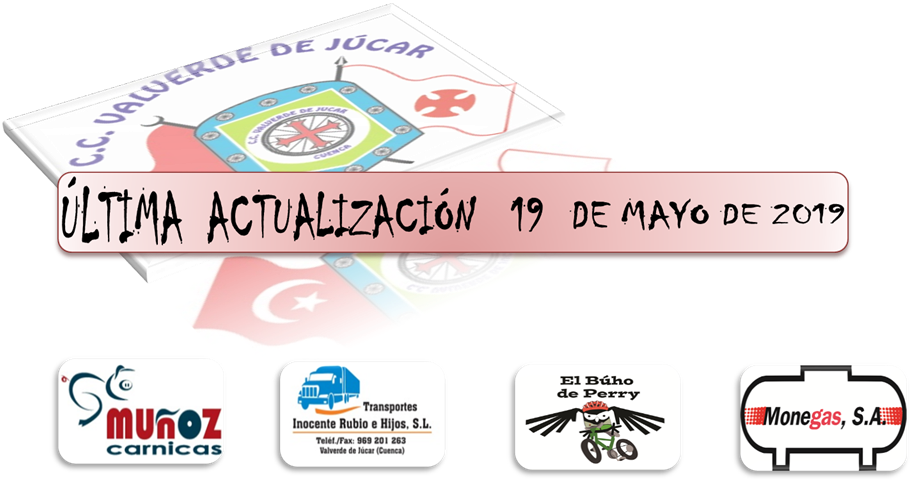 C.C. VALVERDE DE JÚCAR
C.C. VALVERDE DE JUCAR
CUENCA
ÚLTIMA ACTUALIZACIÓN 19 DE MAYO DE 2019
MUÑOZ
carnicas
Transportes
Inocente Rubio e Hijos, S.L.
Teléf./Fax: 969 201 263
Valverde de Júcar (Cuenca)
El Búho
de Perry
Monegas, S.A.